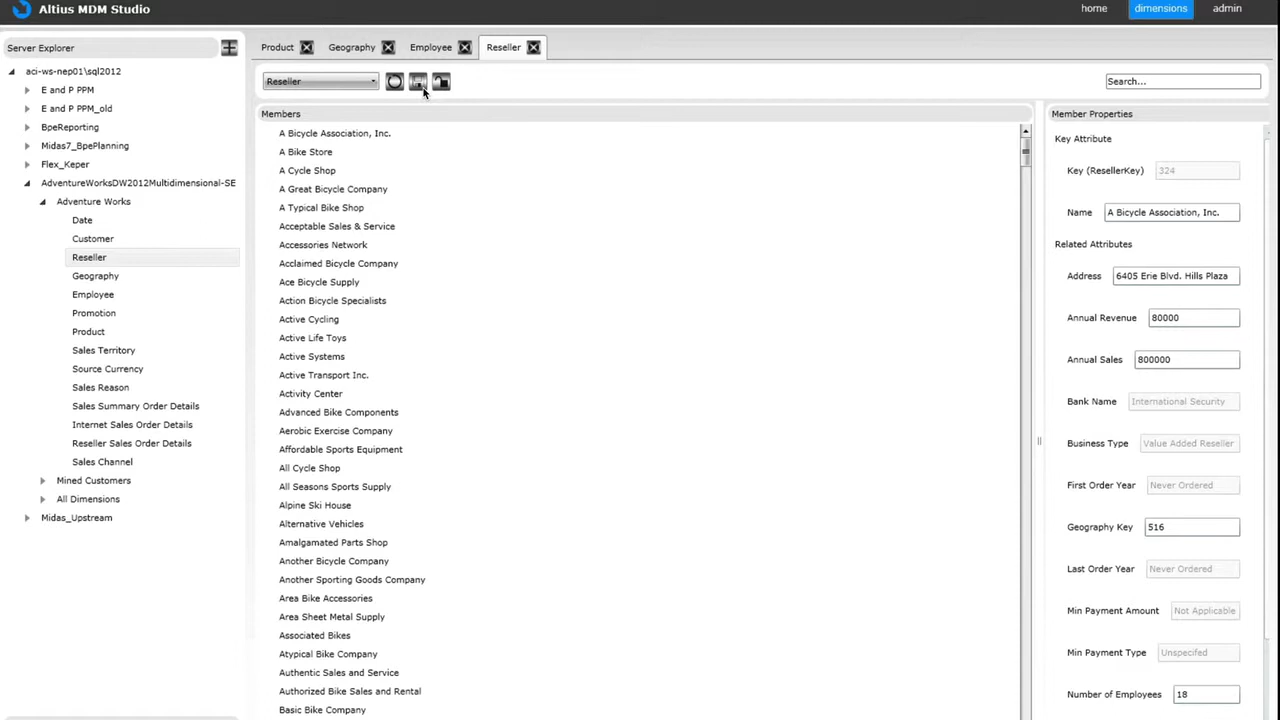 Altius MDM Studio
home
dimensions
admin
Server Explorer
aci-ws-nep01\sql2012
E and P PPM
E and P PPM_old
BpeReporting
Midas7_BpePlanning
Flex_Keper
AdventureWorksDW2012Multidimensional-SE
Adventure Works
Date
Customer
Reseller
Geography
Employee
Promotion
Product
Sales Territory
Source Currency
Sales Reason
Sales Summary Order Details
Internet Sales Order Details
Reseller Sales Order Details
Sales Channel
Mined Customers
All Dimensions
Midas_Upstream
Product
Geography
Employee
Reseller
Reseller
Search...
Members
A Bicycle Association, Inc.
A Bike Store
A Cycle Shop
A Great Bicycle Company
A Typical Bike Shop
Acceptable Sales & Service
Accessories Network
Acclaimed Bicycle Company
Ace Bicycle Supply
Action Bicycle Specialists
Active Cycling
Active Life Toys
Active Systems
Active Transport Inc.
Activity Center
Advanced Bike Components
Aerobic Exercise Company
Affordable Sports Equipment
All Cycle Shop
All Seasons Sports Supply
Alpine Ski House
Alternative Vehicles
Amalgamated Parts Shop
Another Bicycle Company
Another Sporting Goods Company
Area Bike Accessories
Area Sheet Metal Supply
Associated Bikes
Atypical Bike Company
Authentic Sales and Service
Authorized Bike Sales and Rental
Basic Bike Company
Member Properties
Key Attribute
Key (ResellerKey) 324
Name A Bicycle Association, Inc.
Related Attributes
Address 6405 Erie Blvd. Hills Plaza
Annual Revenue 80000
Annual Sales 800000
Bank Name International Security
Business Type Value Added Reseller
First Order Year Never Ordered
Geography Key 516
Last Order Year Never Ordered
Min Payment Amount Not Applicable
Min Payment Type Unspecifed
Number of Employees 18